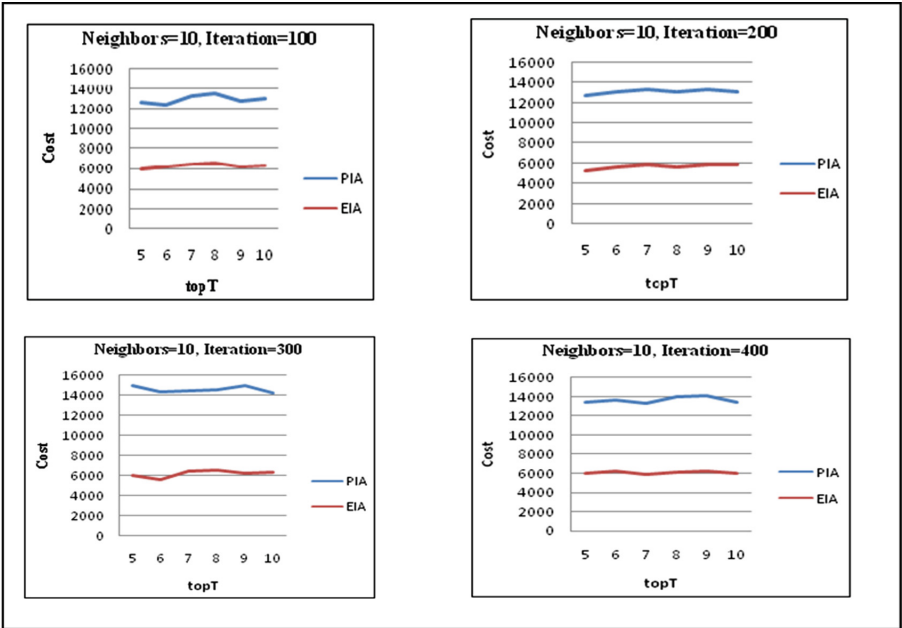 Neighbors=10, Iteration=100
16000
14000
12000
10000
8000
6000
4000
2000
0
Cost
5 6 7 8 9 10
topT
PIA
EIA
Neighbors=10, Iteration=200
16000
14000
12000
10000
8000
6000
4000
2000
0
Cost
5 6 7 8 9 10
tcpT
PIA
EIA
Neighbors=10, Iteration=300
16000
14000
12000
10000
8000
6000
4000
2000
0
Cost
5 6 7 8 9 10
topT
PIA
EIA
Neighbors=10, Iteration=400
16000
14000
12000
10000
8000
6000
4000
2000
0
Cost
5 6 7 8 9 10
topT
PIA
EIA